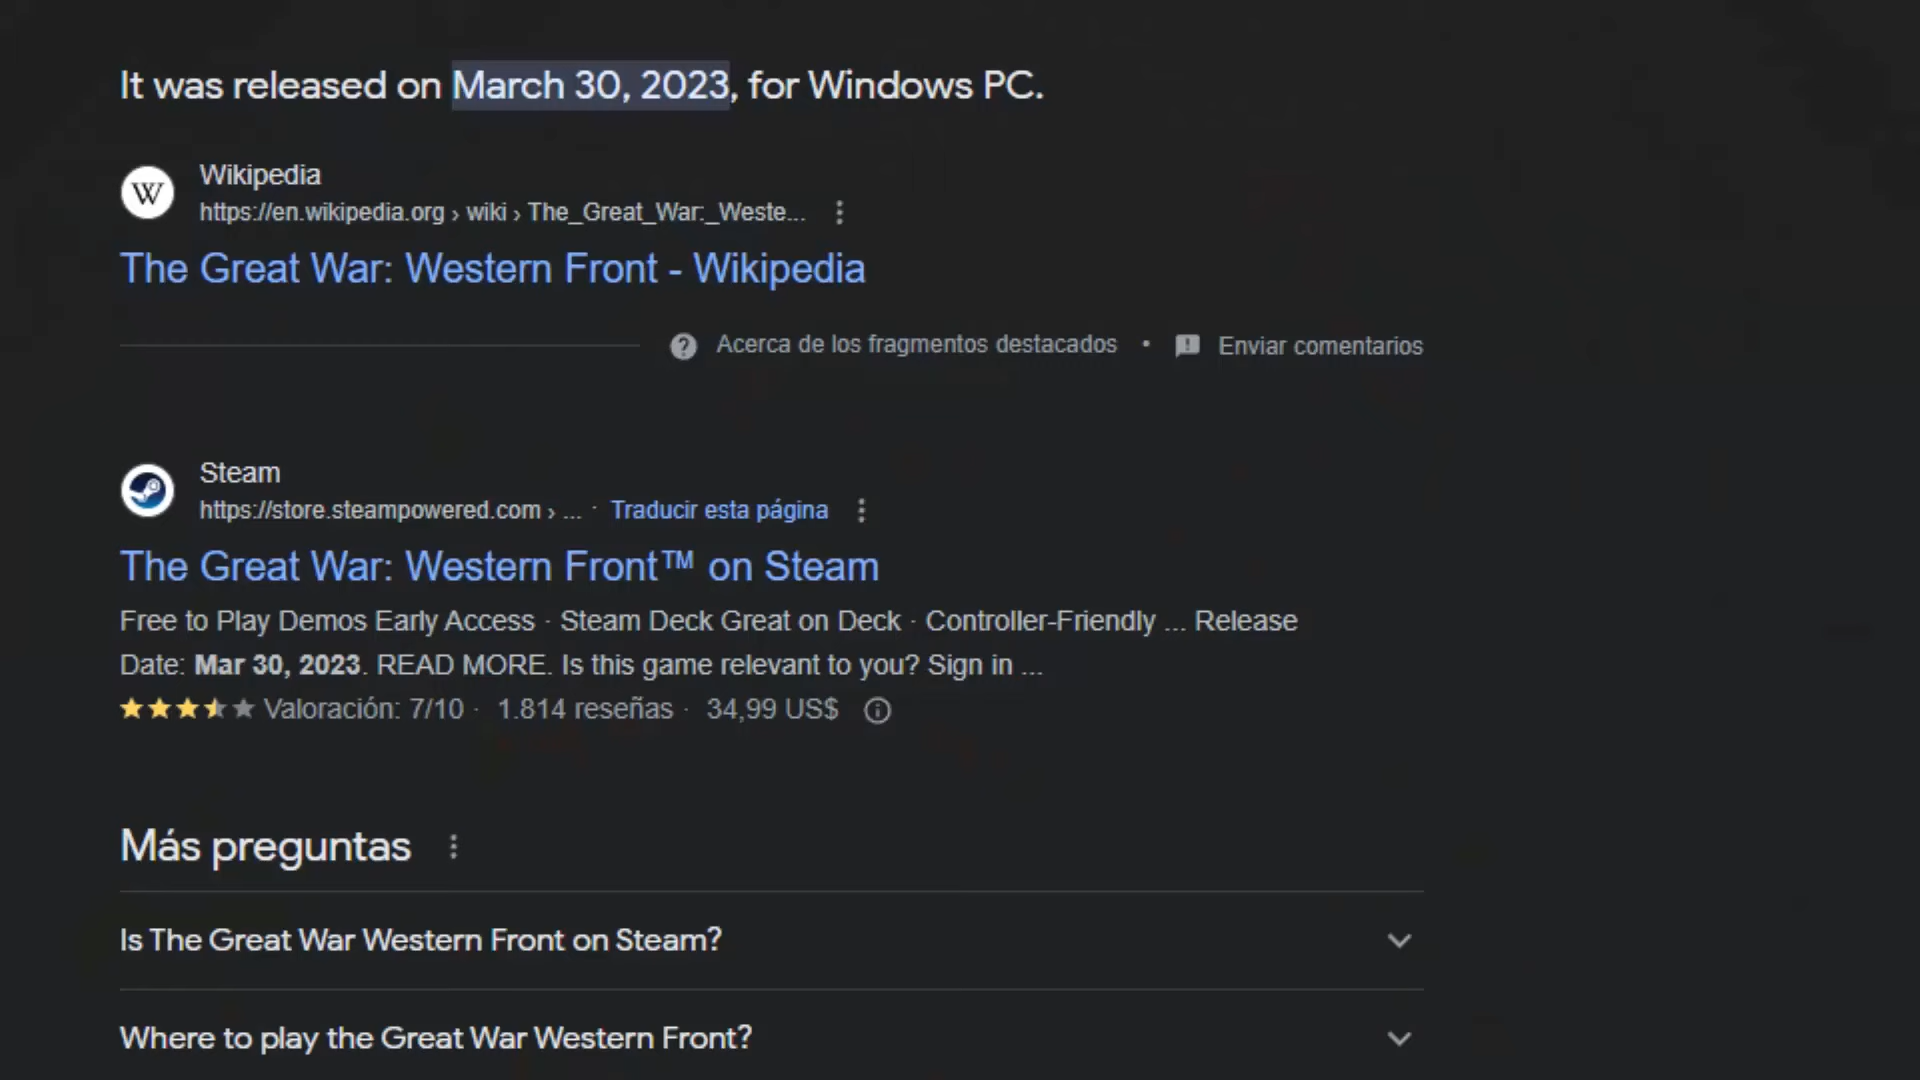 It was released on March 30, 2023, for Windows PC.
W
Wikipedia
https://en.wikipedia.org › wiki › The_Great_War:_Weste...
The Great War: Western Front - Wikipedia
Acerca de los fragmentos destacados • Enviar comentarios
Steam
https://store.steampowered.com › ... · Traducir esta página
The Great War: Western Front™ on Steam
Free to Play Demos Early Access · Steam Deck Great on Deck · Controller-Friendly ... Release
Date: Mar 30, 2023. READ MORE. Is this game relevant to you? Sign in ...
Valoración: 7/10 · 1.814 reseñas · 34,99 US$
Más preguntas
Is The Great War Western Front on Steam?
Where to play the Great War Western Front?